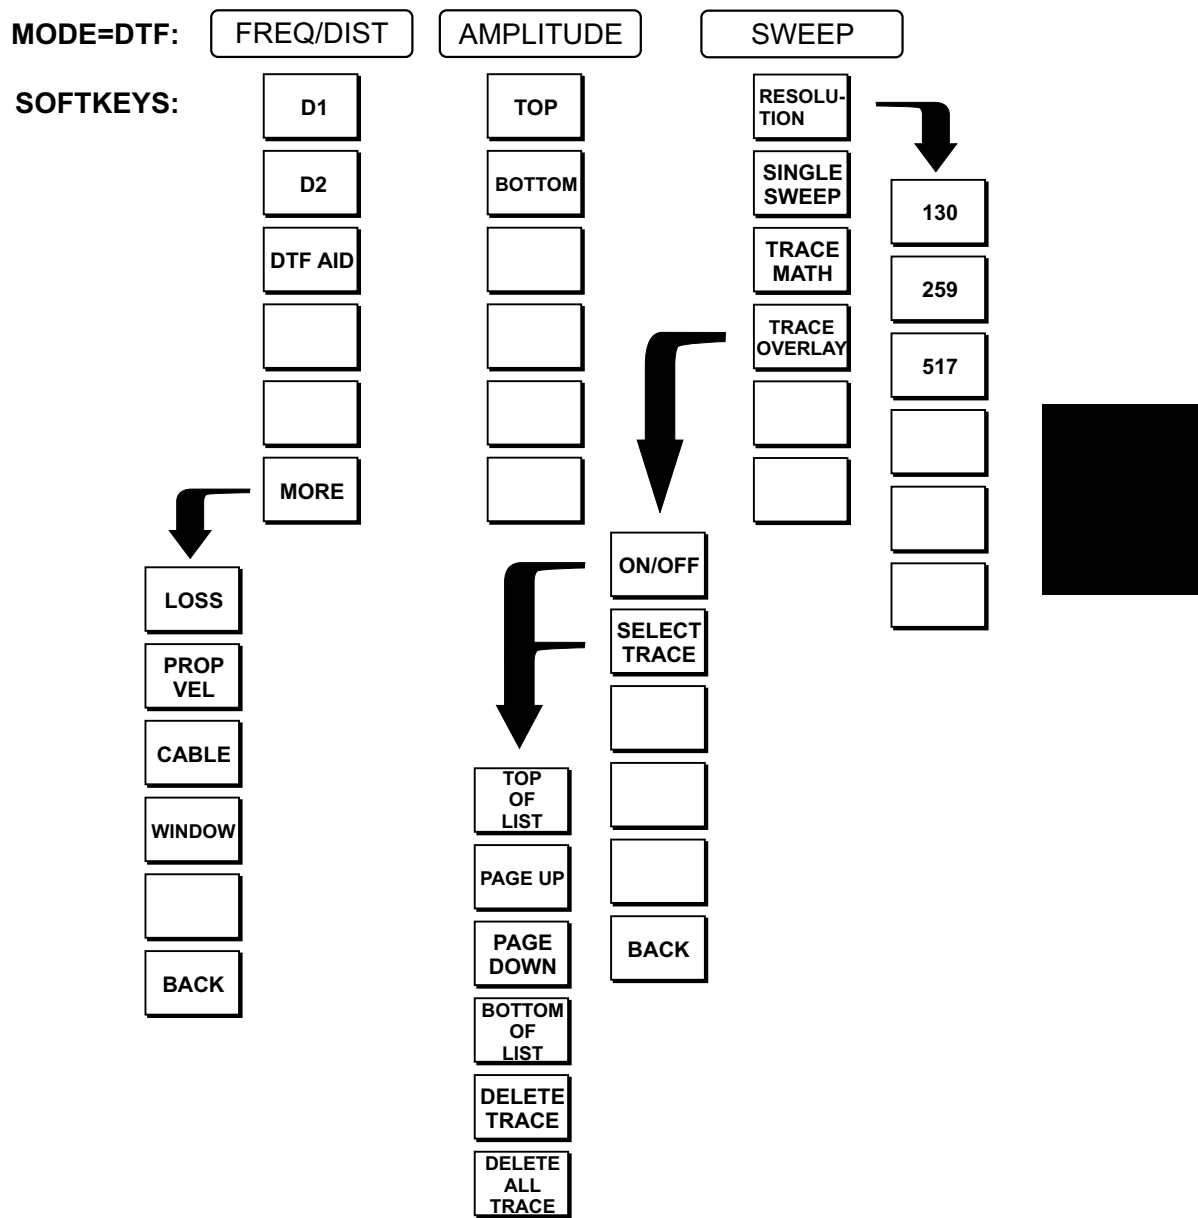 MODE=DTF:
FREQ/DIST
AMPLITUDE
SWEEP
SOFTKEYS:
D1
D2
DTF AID
MORE
LOSS
PROP
VEL
CABLE
WINDOW
BACK
TOP
BOTTOM
RESOLU-
TION
SINGLE
SWEEP
TRACE
MATH
TRACE
OVERLAY
130
259
517
ON/OFF
SELECT
TRACE
BACK
TOP
OF
LIST
PAGE UP
PAGE
DOWN
BOTTOM
OF
LIST
DELETE
TRACE
DELETE
ALL
TRACE